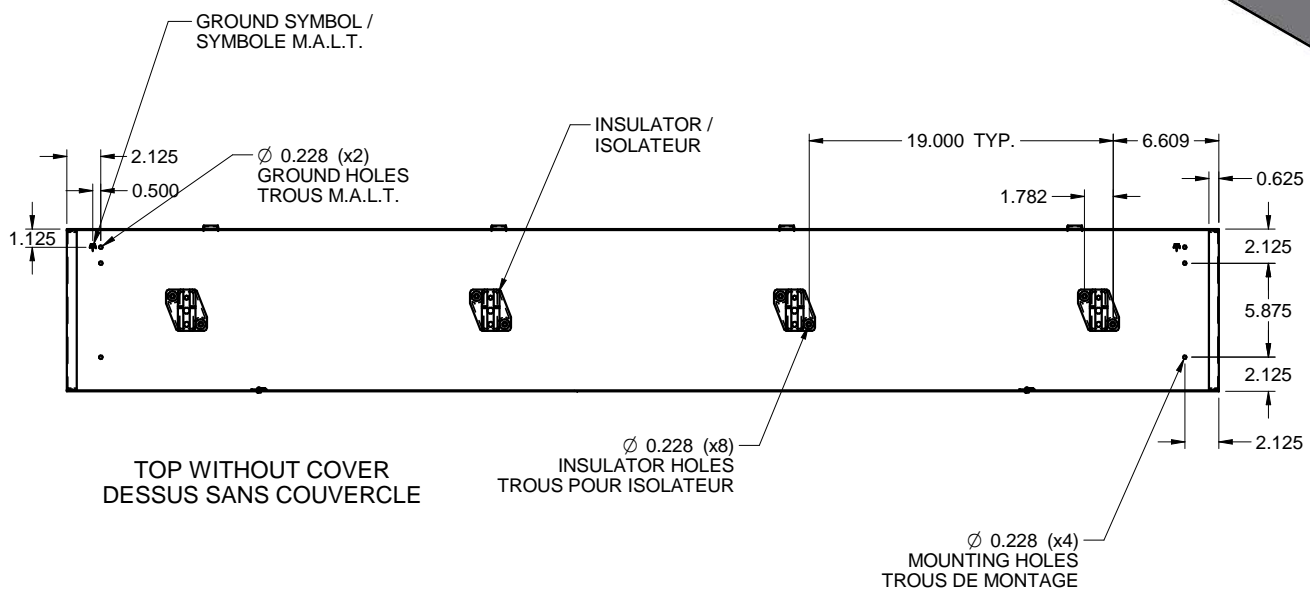 GROUND SYMBOL /
SYMBOLE M.A.L.T.
INSULATOR /
ISOLATEUR
19.000 TYP.
6.609
2.125
Ø 0.228 (x2)
GROUND HOLES
TROUS M.A.L.T.
0.500
1.782
0.625
1.125
2.125
5.875
2.125
2.125
Ø 0.228 (x8)
INSULATOR HOLES
TROUS POUR ISOLATEUR
TOP WITHOUT COVER
DESSUS SANS COUVERCLE
Ø 0.228 (x4)
MOUNTING HOLES
TROUS DE MONTAGE